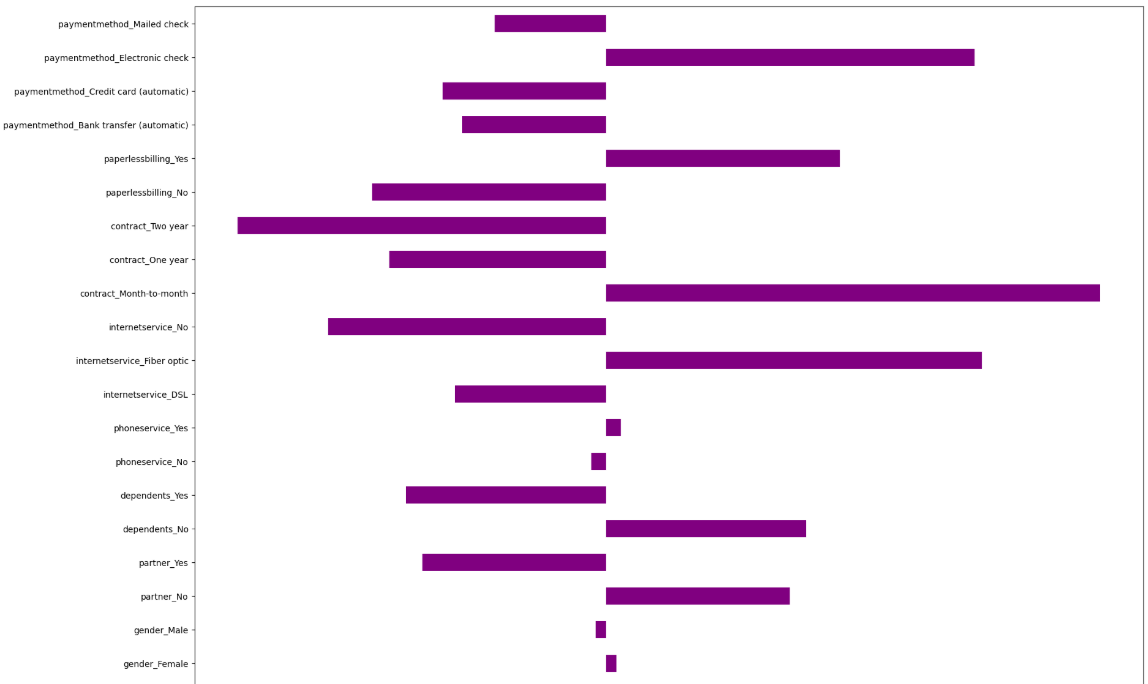 paymentmethod_Mailed check
paymentmethod_Electronic check
paymentmethod_Credit card (automatic)
paymentmethod_Bank transfer (automatic)
paperlessbilling_Yes
paperlessbilling_No
contract_Two year
contract_One year
contract_Month-to-month
internetservice_No
internetservice_Fiber optic
internetservice_DSL
phoneservice_Yes
phoneservice_No
dependents_Yes
dependents_No
partner_Yes
partner_No
gender_Male
gender_Female